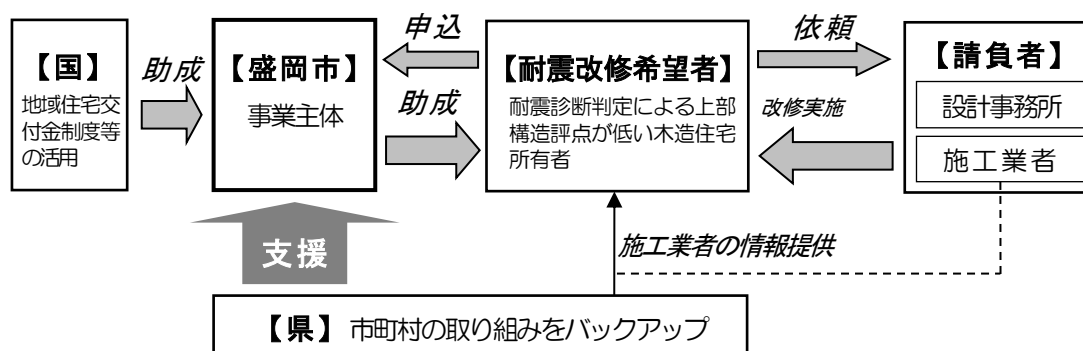 【国】
地域住宅交
付金制度等
の活用
助成
【盛岡市】
事業主体
申込
助成
【耐震改修希望者】
耐震診断判定による上部
構造評点が低い木造住宅
所有者
依頼
改修実施
【請負者】
設計事務所
施工業者
支援
施工業者の情報提供
【県】市町村の取り組みをバックアップ